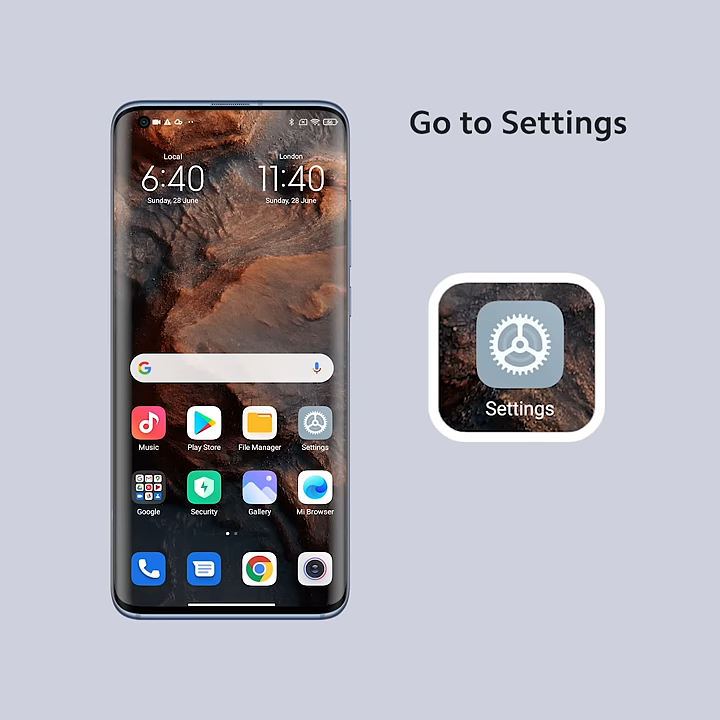 Go to Settings
Local
London
6:40
11:40
Sunday, 28 June
Sunday, 28 June
Music
Play Store
File Manager
Settings
Google
Security
Gallery
Mi Browser
Settings